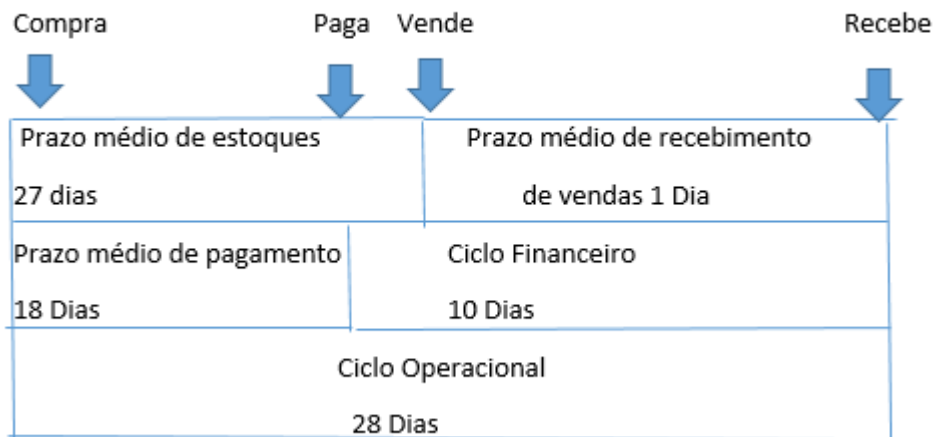 Compra Paga Vende Recebe
Prazo médio de estoques Prazo médio de recebimento
27 dias de vendas 1 Dia
Prazo médio de pagamento Ciclo Financeiro
18 Dias 10 Dias
Ciclo Operacional
28 Dias